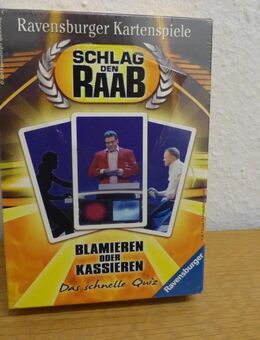 Ravensburger Kartenspiele
SCHLAG
DEN
RAAB
BLAMIEREN
ODER
KASSIEREN
Das schnelle Quiz
Ravensburger